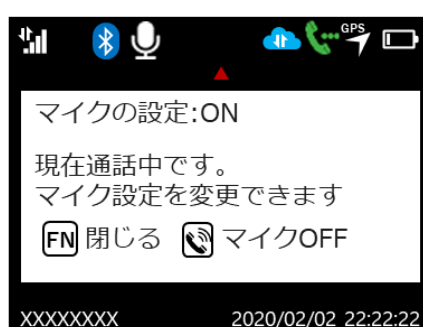 GPS
マイクの設定:ON
現在通話中です。
マイク設定を変更できます
FN 閉じる マイクOFF
XXXXXXXX 2020/02/02 22:22:22